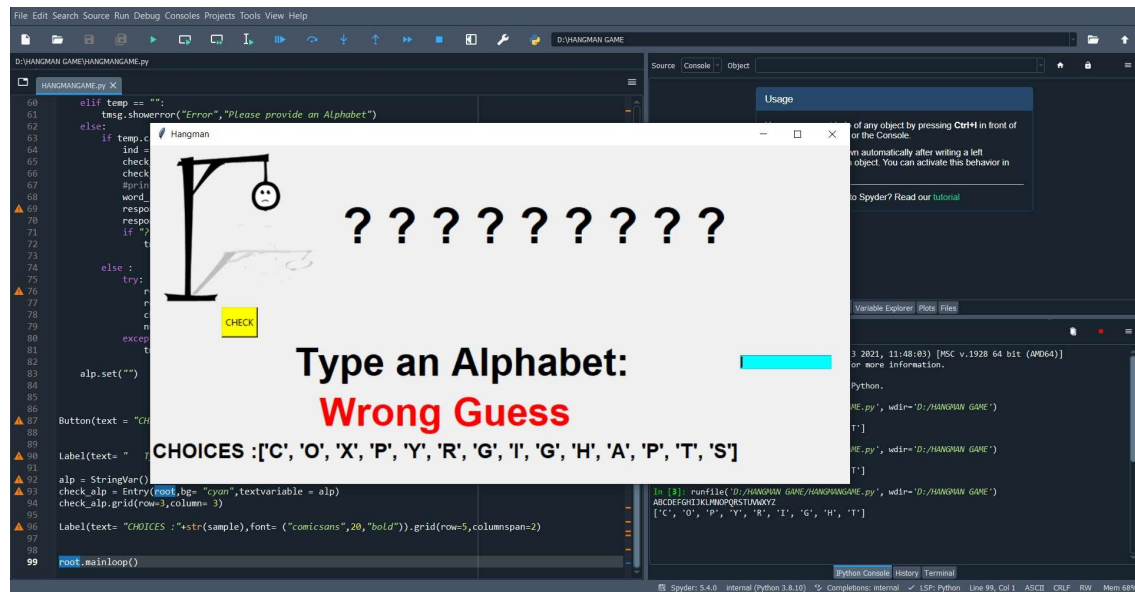 File Edit Search Source Run Debug Consoles Projects Tools View Help
D:\HANGMAN GAME
D:\HANGMAN GAME\HANGMANGAME.py
HANGMANGAME.py
60 elif temp == "":
61 tmsg.showerror("Error","Please provide an Alphabet")
62 else:
63 if temp.c
64 ind =
65 check
66 check
67 #prin
68 word_
69 respo
70 respo
71 if "?
72 t
73
74 else :
75 try:
76 r
77 r
78 c
79 n
80 except
81 t
82
83 alp.set("")
84
85
86
87 Button(text = "CH
88
89
90 Label(text= " T
91
92 alp = StringVar()
93 check_alp = Entry(root,bg= "cyan",textvariable = alp)
94 check_alp.grid(row=3,column= 3)
95
96 Label(text= "CHOICES :"+str(sample),font= ("comicsans",20,"bold")).grid(row=5,columnspan=2)
97
98
99 root.mainloop()
Hangman
? ? ? ? ? ? ? ? ?
CHECK
Type an Alphabet:
Wrong Guess
CHOICES :['C', 'O', 'X', 'P', 'Y', 'R', 'G', 'I', 'G', 'H', 'A', 'P', 'T', 'S']
Source Console Object
Usage
of any object by pressing Ctrl+I in front of
or the Console.
wn automatically after writing a left
object. You can activate this behavior in
to Spyder? Read our tutorial
Variable Explorer Plots Files
3 2021, 11:48:03) [MSC v.1928 64 bit (AMD64)]
or more information.
Python.
ME.py', wdir='D:/HANGMAN GAME')
T']
ME.py', wdir='D:/HANGMAN GAME')
T']
In [3]: runfile('D:/HANGMAN GAME/HANGMANGAME.py', wdir='D:/HANGMAN GAME')
ABCDEFGHIJKLMNOPQRSTUVWXYZ
['C', 'O', 'P', 'Y', 'R', 'I', 'G', 'H', 'T']
IPython Console History Terminal
Spyder: 5.4.0 internal (Python 3.8.10) Completions: internal LSP: Python Line 99, Col 1 ASCII CRLF RW Mem 68%